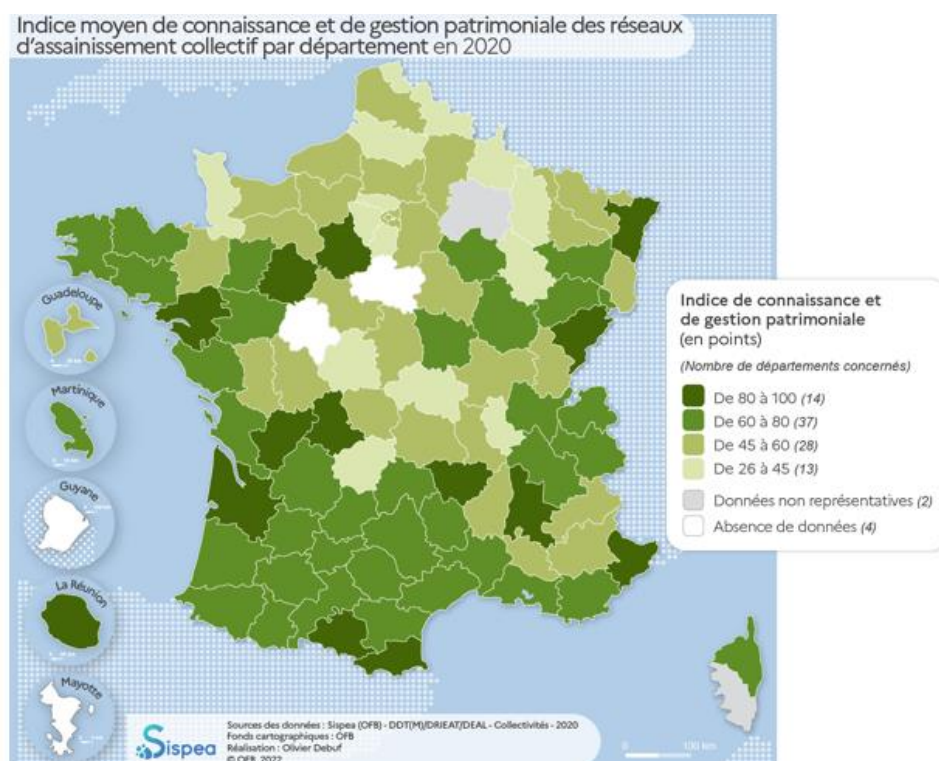 Indice moyen de connaissance et de gestion patrimoniale des réseaux
d'assainissement collectif par département en 2020
Guadeloupe
Martinique
Guyane
La Réunion
Mayotte
Indice de connaissance et
de gestion patrimoniale
(en points)
(Nombre de départements concernés)
De 80 à 100 (14)
De 60 à 80 (37)
De 45 à 60 (28)
De 26 à 45 (13)
Données non représentatives (2)
Absence de données (4)
Sispea
Sources des données : Sispea (OFB) - DDT(M)/DRIEAT/DEAL - Collectivités - 2020
Fonds cartographiques : OFB
Réalisation : Olivier Debuf
© OFB, 2022
0 100 km